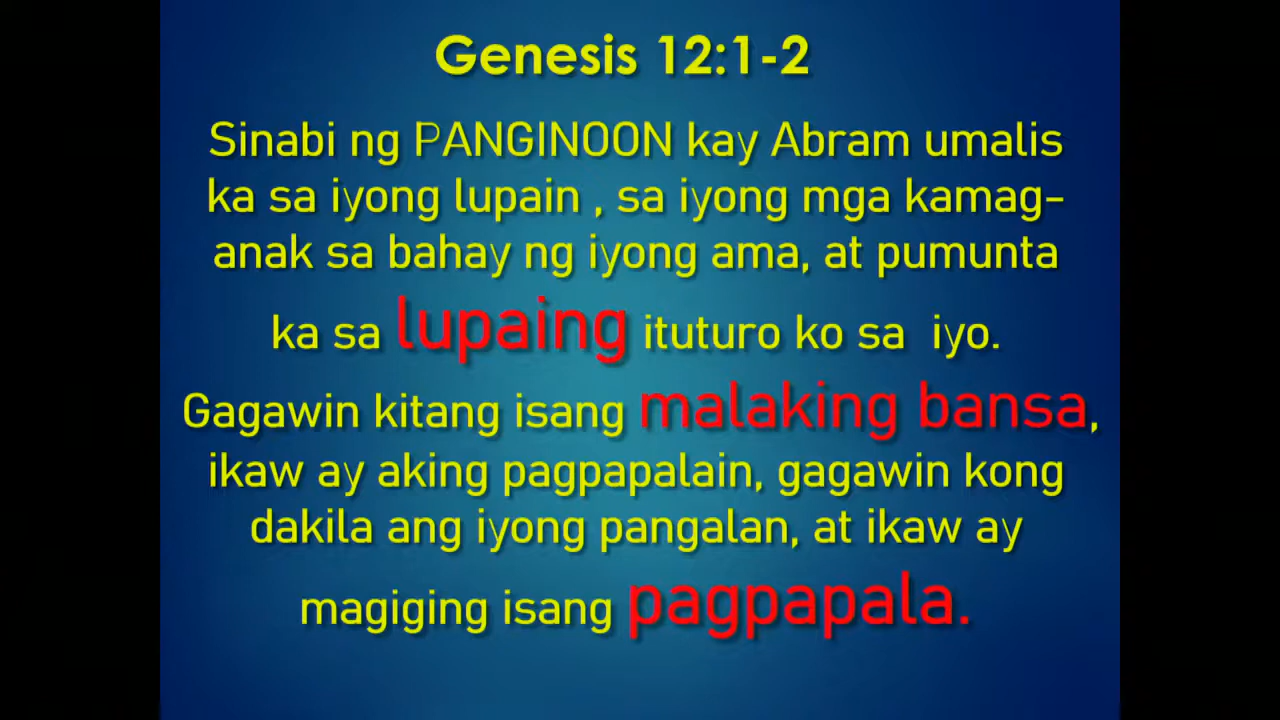 Genesis 12:1-2
Sinabi ng PANGINOON kay Abram umalis
ka sa iyong lupain , sa iyong mga kamag-
anak sa bahay ng iyong ama, at pumunta
ka sa lupaing ituturo ko sa iyo.
Gagawin kitang isang malaking bansa,
ikaw ay aking pagpapalain, gagawin kong
dakila ang iyong pangalan, at ikaw ay
magiging isang pagpapala.